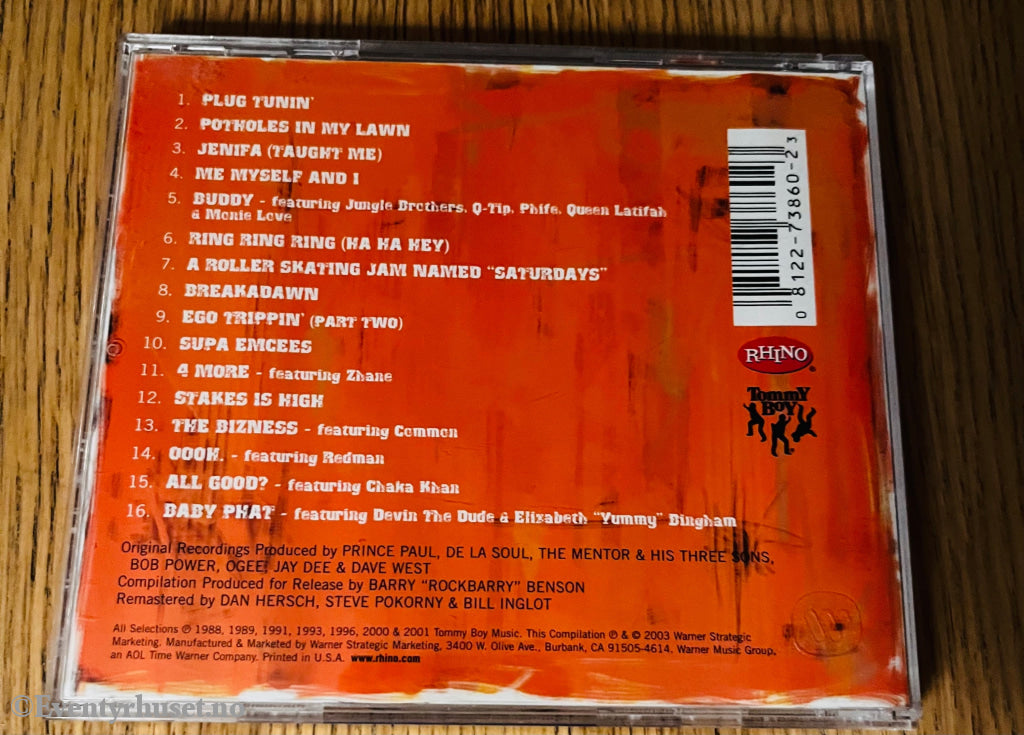 1. PLUG TUNIN'
2. POTHOLES IN MY LAWN
3. JENIFA (TAUGHT ME)
4. ME MYSELF AND I
5. BUDDY - featuring Jungle Brothers, Q-Tip, Phife, Queen Latifah
& Monie Love
6. RING RING RING (HA HA HEY)
7. A ROLLER SKATING JAM NAMED "SATURDAYS"
8. BREAKADAWN
9. EGO TRIPPIN' (PART TWO)
10. SUPA EMCEES
11. 4 MORE - featuring Zhane
12. STAKES IS HIGH
13. THE BIZNESS - featuring Common
14. OOOH. - featuring Redman
15. ALL GOOD? - featuring Chaka Khan
16. BABY PHAT - featuring Devin The Dude & Elizabeth "Yummy" Bingham
0 8122-73860-2 3
RHINO®
TOMMY
BOY®
Original Recordings Produced by PRINCE PAUL, DE LA SOUL, THE MENTOR & HIS THREE SONS,
BOB POWER, OGEE, JAY DEE & DAVE WEST
Compilation Produced for Release by BARRY "ROCKBARRY" BENSON
Remastered by DAN HERSCH, STEVE POKORNY & BILL INGLOT
All Selections ℗ 1988, 1989, 1991, 1993, 1996, 2000 & 2001 Tommy Boy Music. This Compilation ℗ & © 2003 Warner Strategic
Marketing. Manufactured & Marketed by Warner Strategic Marketing, 3400 W. Olive Ave., Burbank, CA 91505-4614. Warner Music Group,
an AOL Time Warner Company. Printed in U.S.A. www.rhino.com
©Eventyrhuset.no